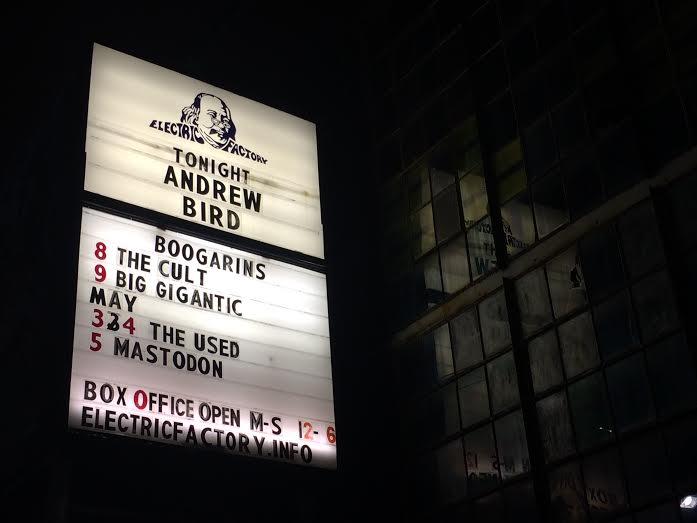 ELECTRIC FACTORY
TONIGHT
ANDREW
BIRD
BOOGARINS
8 THE CULT
9 BIG GIGANTIC
MAY
3&4 THE USED
5 MASTODON
BOX OFFICE OPEN M-S 12-6
ELECTRICFACTORY.INFO